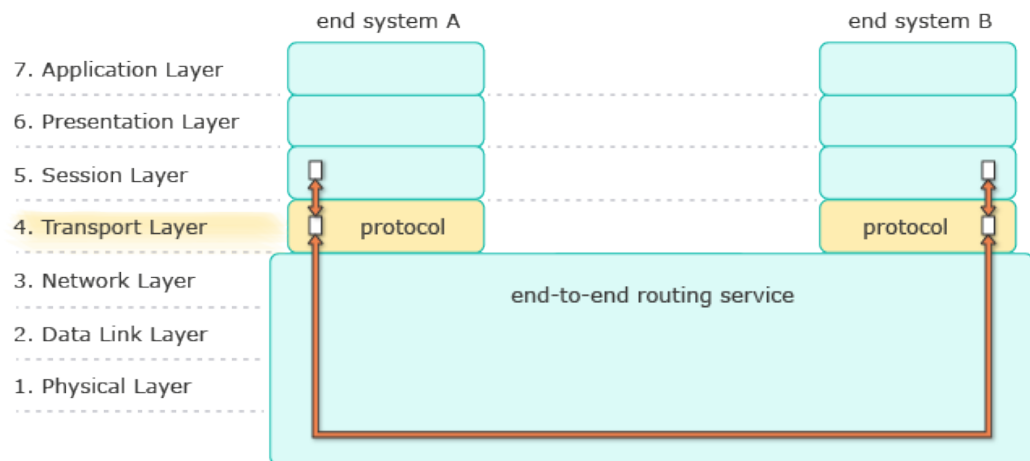 end system A
end system B
7. Application Layer
6. Presentation Layer
5. Session Layer
4. Transport Layer
protocol
protocol
3. Network Layer
end-to-end routing service
2. Data Link Layer
1. Physical Layer